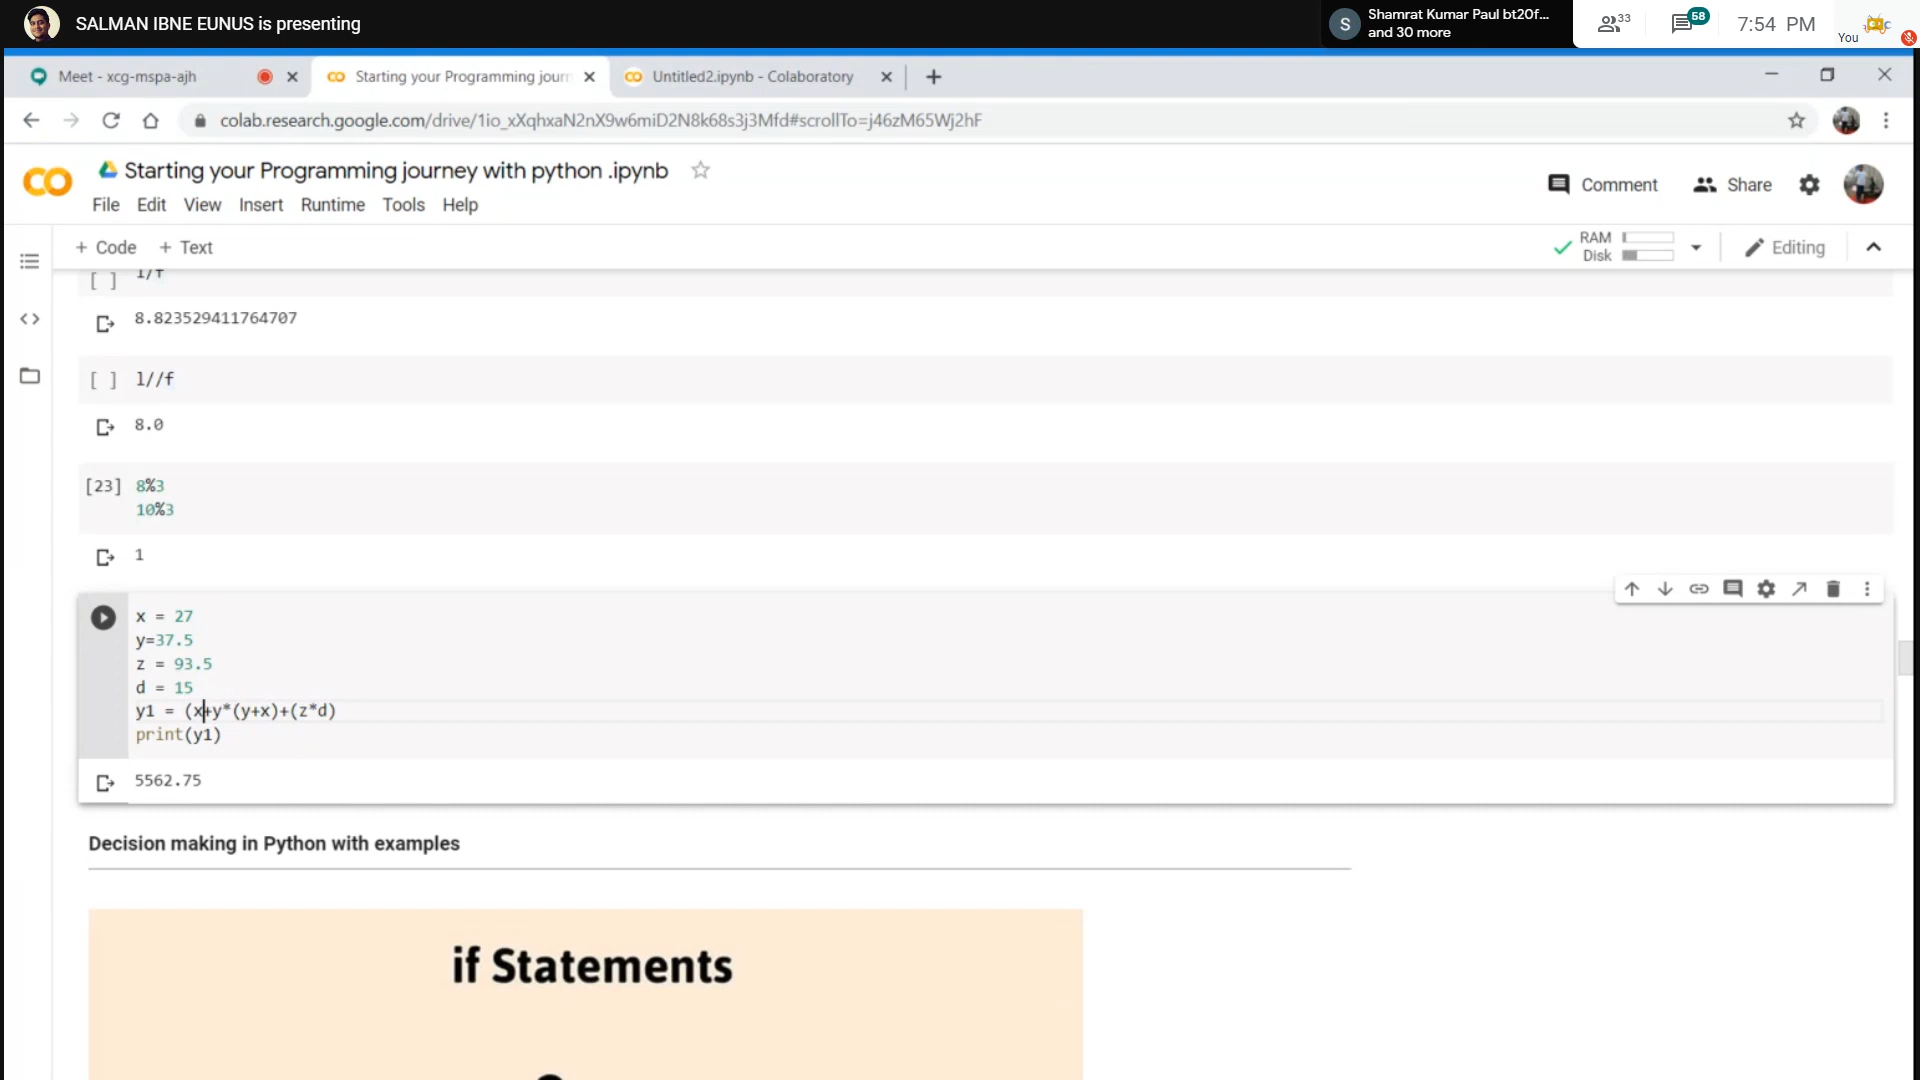 SALMAN IBNE EUNUS is presenting
S
Shamrat Kumar Paul bt20f...
and 30 more
33
58
7:54 PM
You
Meet - xcg-mspa-ajh
Starting your Programming journ
Untitled2.ipynb - Colaboratory
colab.research.google.com/drive/1io_xXqhxaN2nX9w6miD2N8k68s3j3Mfd#scrollTo=j46zM65Wj2hF
Starting your Programming journey with python .ipynb
Comment
Share
File Edit View Insert Runtime Tools Help
+ Code + Text
RAM
Disk
Editing
[ ] l/f
8.823529411764707
[ ] l//f
8.0
[23] 8%3
10%3
1
x = 27
y=37.5
z = 93.5
d = 15
y1 = (x+y*(y+x)+(z*d)
print(y1)
5562.75
Decision making in Python with examples
if Statements